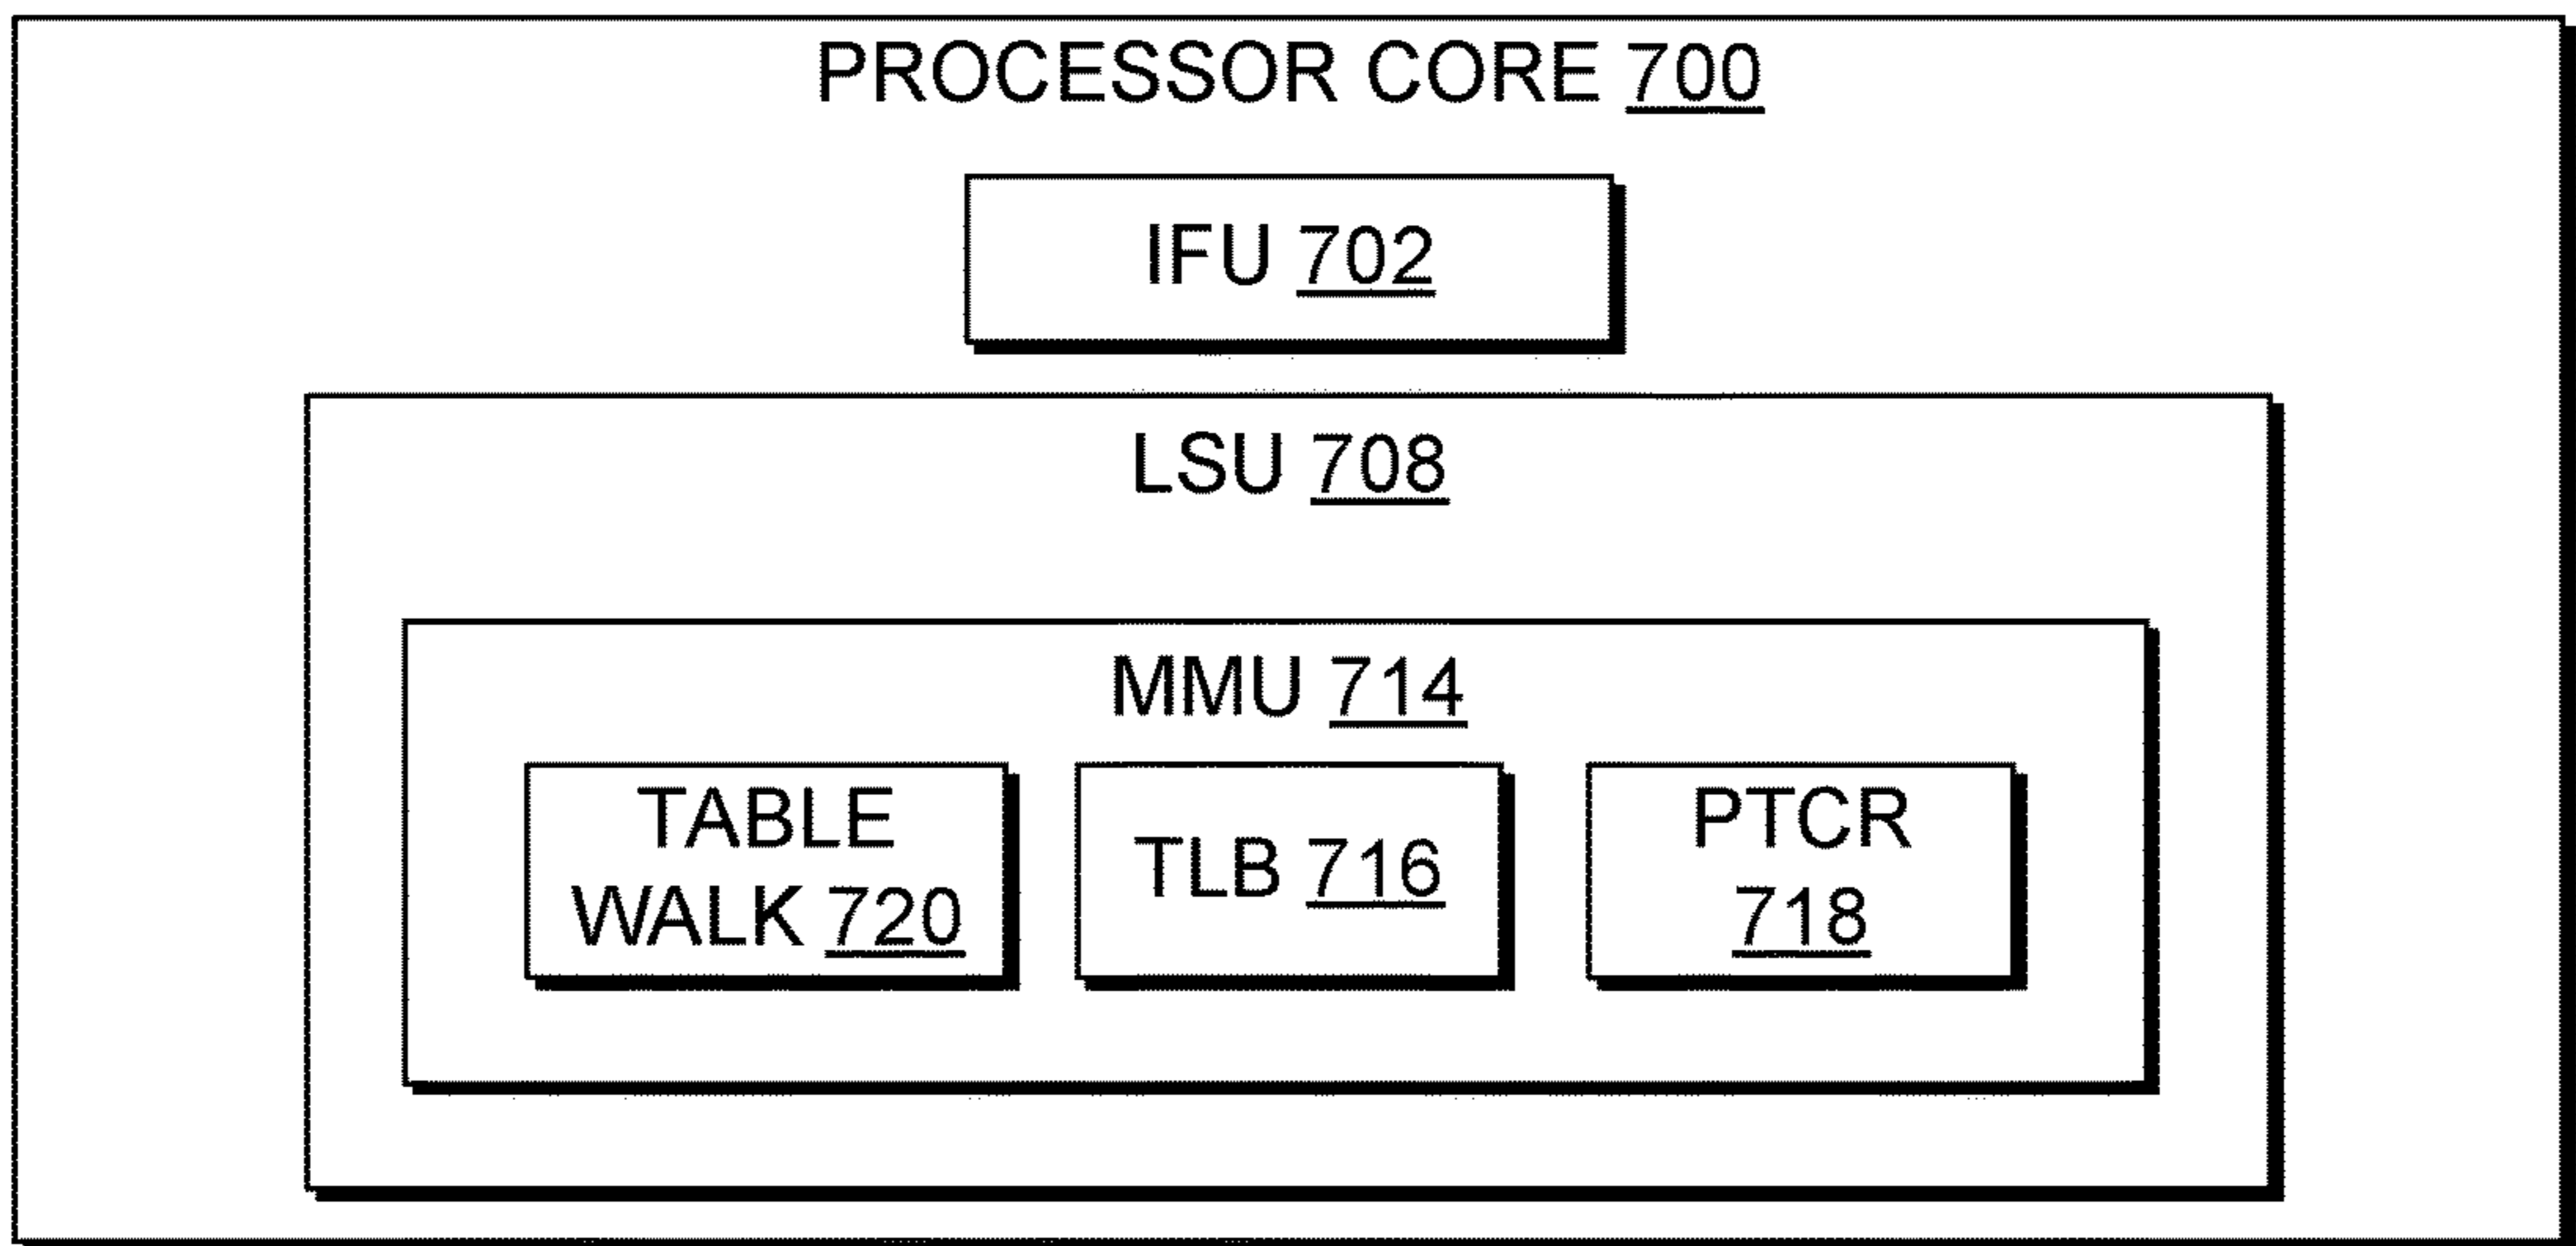 PROCESSOR CORE 700
IFU 702
LSU 708
MMU 714
TABLE
WALK 720
TLB 716
PTCR
718